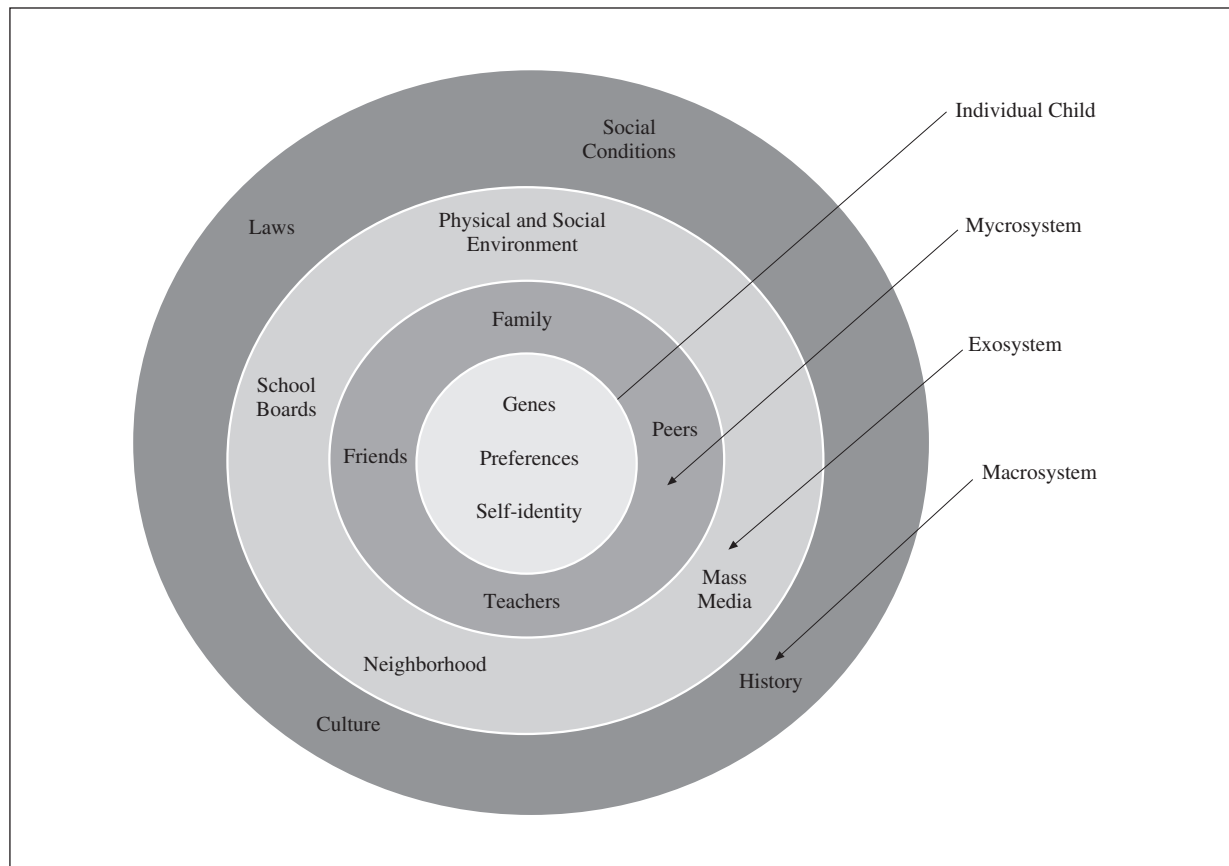 Individual Child
Social
Conditions
Laws
Physical and Social
Environment
Mycrosystem
Family
Exosystem
School
Boards
Genes
Peers
Friends
Preferences
Macrosystem
Self-identity
Mass
Media
Teachers
Neighborhood
History
Culture